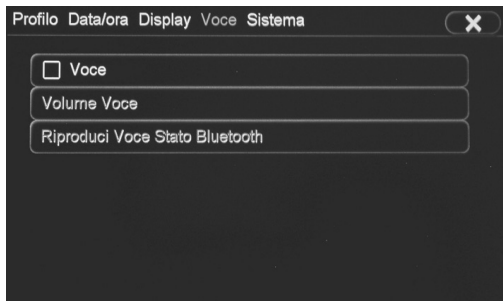 Profilo Data/ora Display Voce Sistema
Voce
Volume Voce
Riproduci Voce Stato Bluetooth